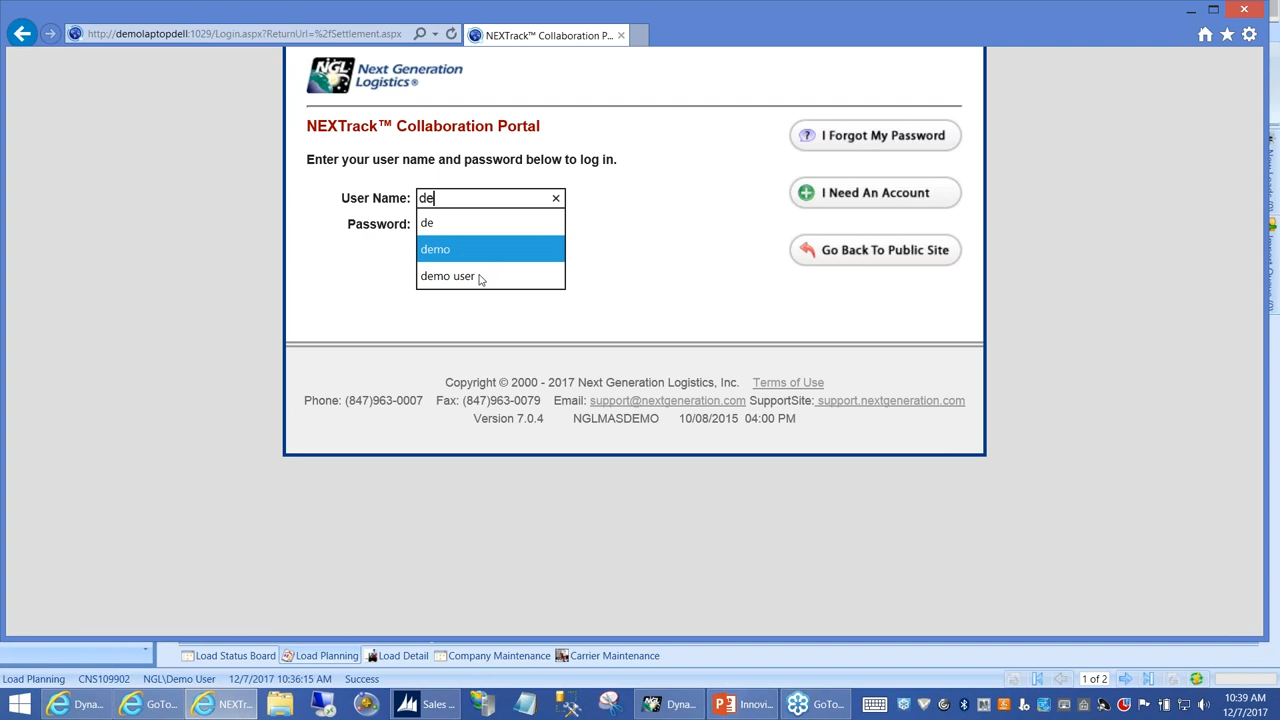 http://demolaptopdell:1029/Login.aspx?ReturnUrl=%2fSettlement.aspx
NEXTrack™ Collaboration P...
NGL Next Generation
Logistics®
NEXTrack™ Collaboration Portal
Enter your user name and password below to log in.
User Name: de
de
demo
demo user
Password:
I Forgot My Password
I Need An Account
Go Back To Public Site
Copyright © 2000 - 2017 Next Generation Logistics, Inc. Terms of Use
Phone: (847)963-0007 Fax: (847)963-0079 Email: support@nextgeneration.com SupportSite: support.nextgeneration.com
Version 7.0.4 NGLMASDEMO 10/08/2015 04:00 PM
Load Status Board Load Planning Load Detail Company Maintenance Carrier Maintenance
Load Planning CNS109902 NGL\Demo User 12/7/2017 10:36:15 AM Success 1 of 2
Dyna... GoTo... NEXTr... Sales ... Dyna... Innovi... GoTo...
10:39 AM
12/7/2017